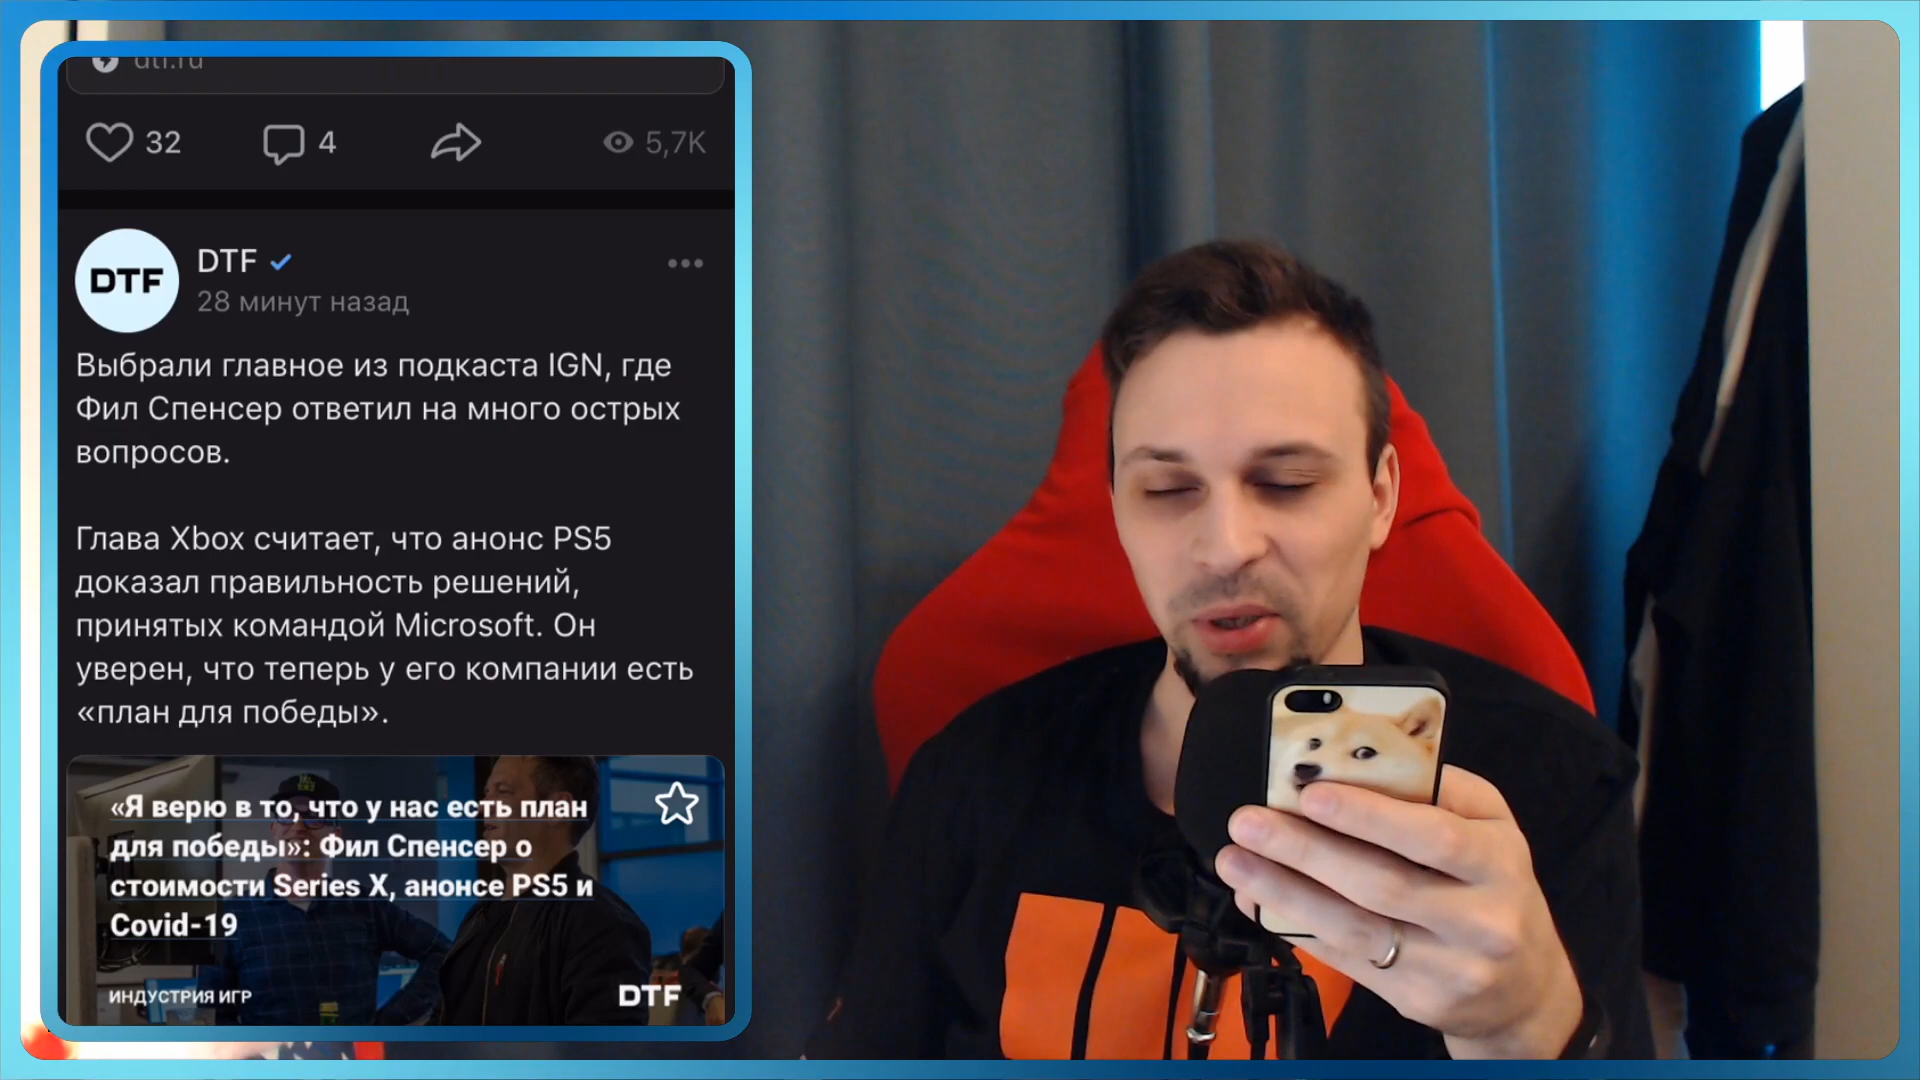 dtf.ru
32
4
5,7K
DTF
DTF
28 минут назад
Выбрали главное из подкаста IGN, где
Фил Спенсер ответил на много острых
вопросов.
Глава Xbox считает, что анонс PS5
доказал правильность решений,
принятых командой Microsoft. Он
уверен, что теперь у его компании есть
«план для победы».
«Я верю в то, что у нас есть план
для победы»: Фил Спенсер о
стоимости Series X, анонсе PS5 и
Covid-19
ИНДУСТРИЯ ИГР
DTF